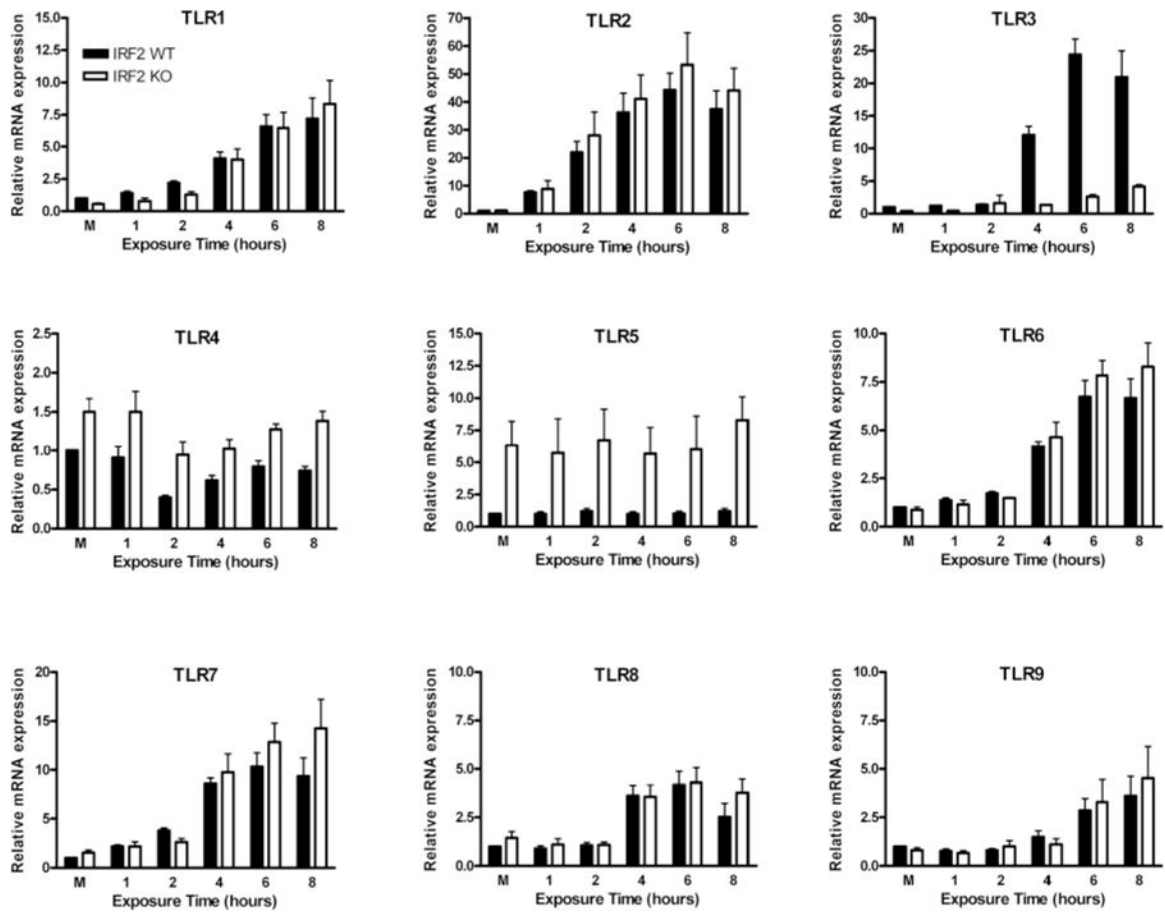 TLR1
Relative mRNA expression
15.0
12.5
10.0
7.5
5.0
2.5
0.0
IRF2 WT
IRF2 KO
M 1 2 4 6 8
Exposure Time (hours)
TLR2
Relative mRNA expression
70
60
50
40
30
20
10
0
M 1 2 4 6 8
Exposure Time (hours)
TLR3
Relative mRNA expression
30
25
20
15
10
5
0
M 1 2 4 6 8
Exposure Time (hours)
TLR4
Relative mRNA expression
2.5
2.0
1.5
1.0
0.5
0.0
M 1 2 4 6 8
Exposure Time (hours)
TLR5
Relative mRNA expression
15.0
12.5
10.0
7.5
5.0
2.5
0.0
M 1 2 4 6 8
Exposure Time (hours)
TLR6
Relative mRNA expression
10.0
7.5
5.0
2.5
0.0
M 1 2 4 6 8
Exposure Time (hours)
TLR7
Relative mRNA expression
20
15
10
5
0
M 1 2 4 6 8
Exposure Time (hours)
TLR8
Relative mRNA expression
10.0
7.5
5.0
2.5
0.0
M 1 2 4 6 8
Exposure Time (hours)
TLR9
Relative mRNA expression
10.0
7.5
5.0
2.5
0.0
M 1 2 4 6 8
Exposure Time (hours)